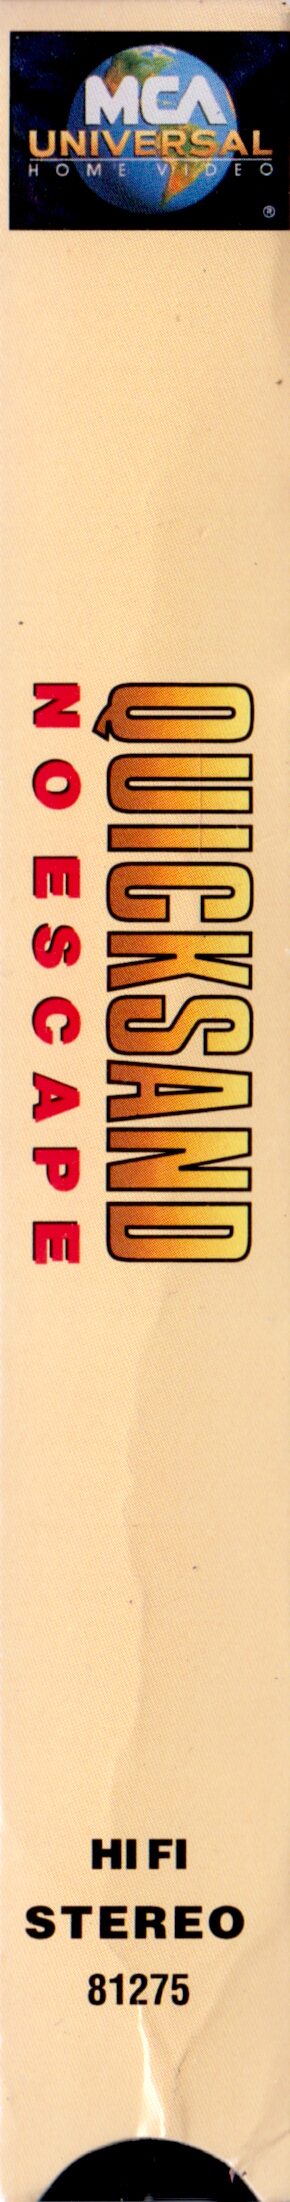 MCA
UNIVERSAL
HOME VIDEO
®
QUICKSAND
NO ESCAPE
HI FI
STEREO
81275